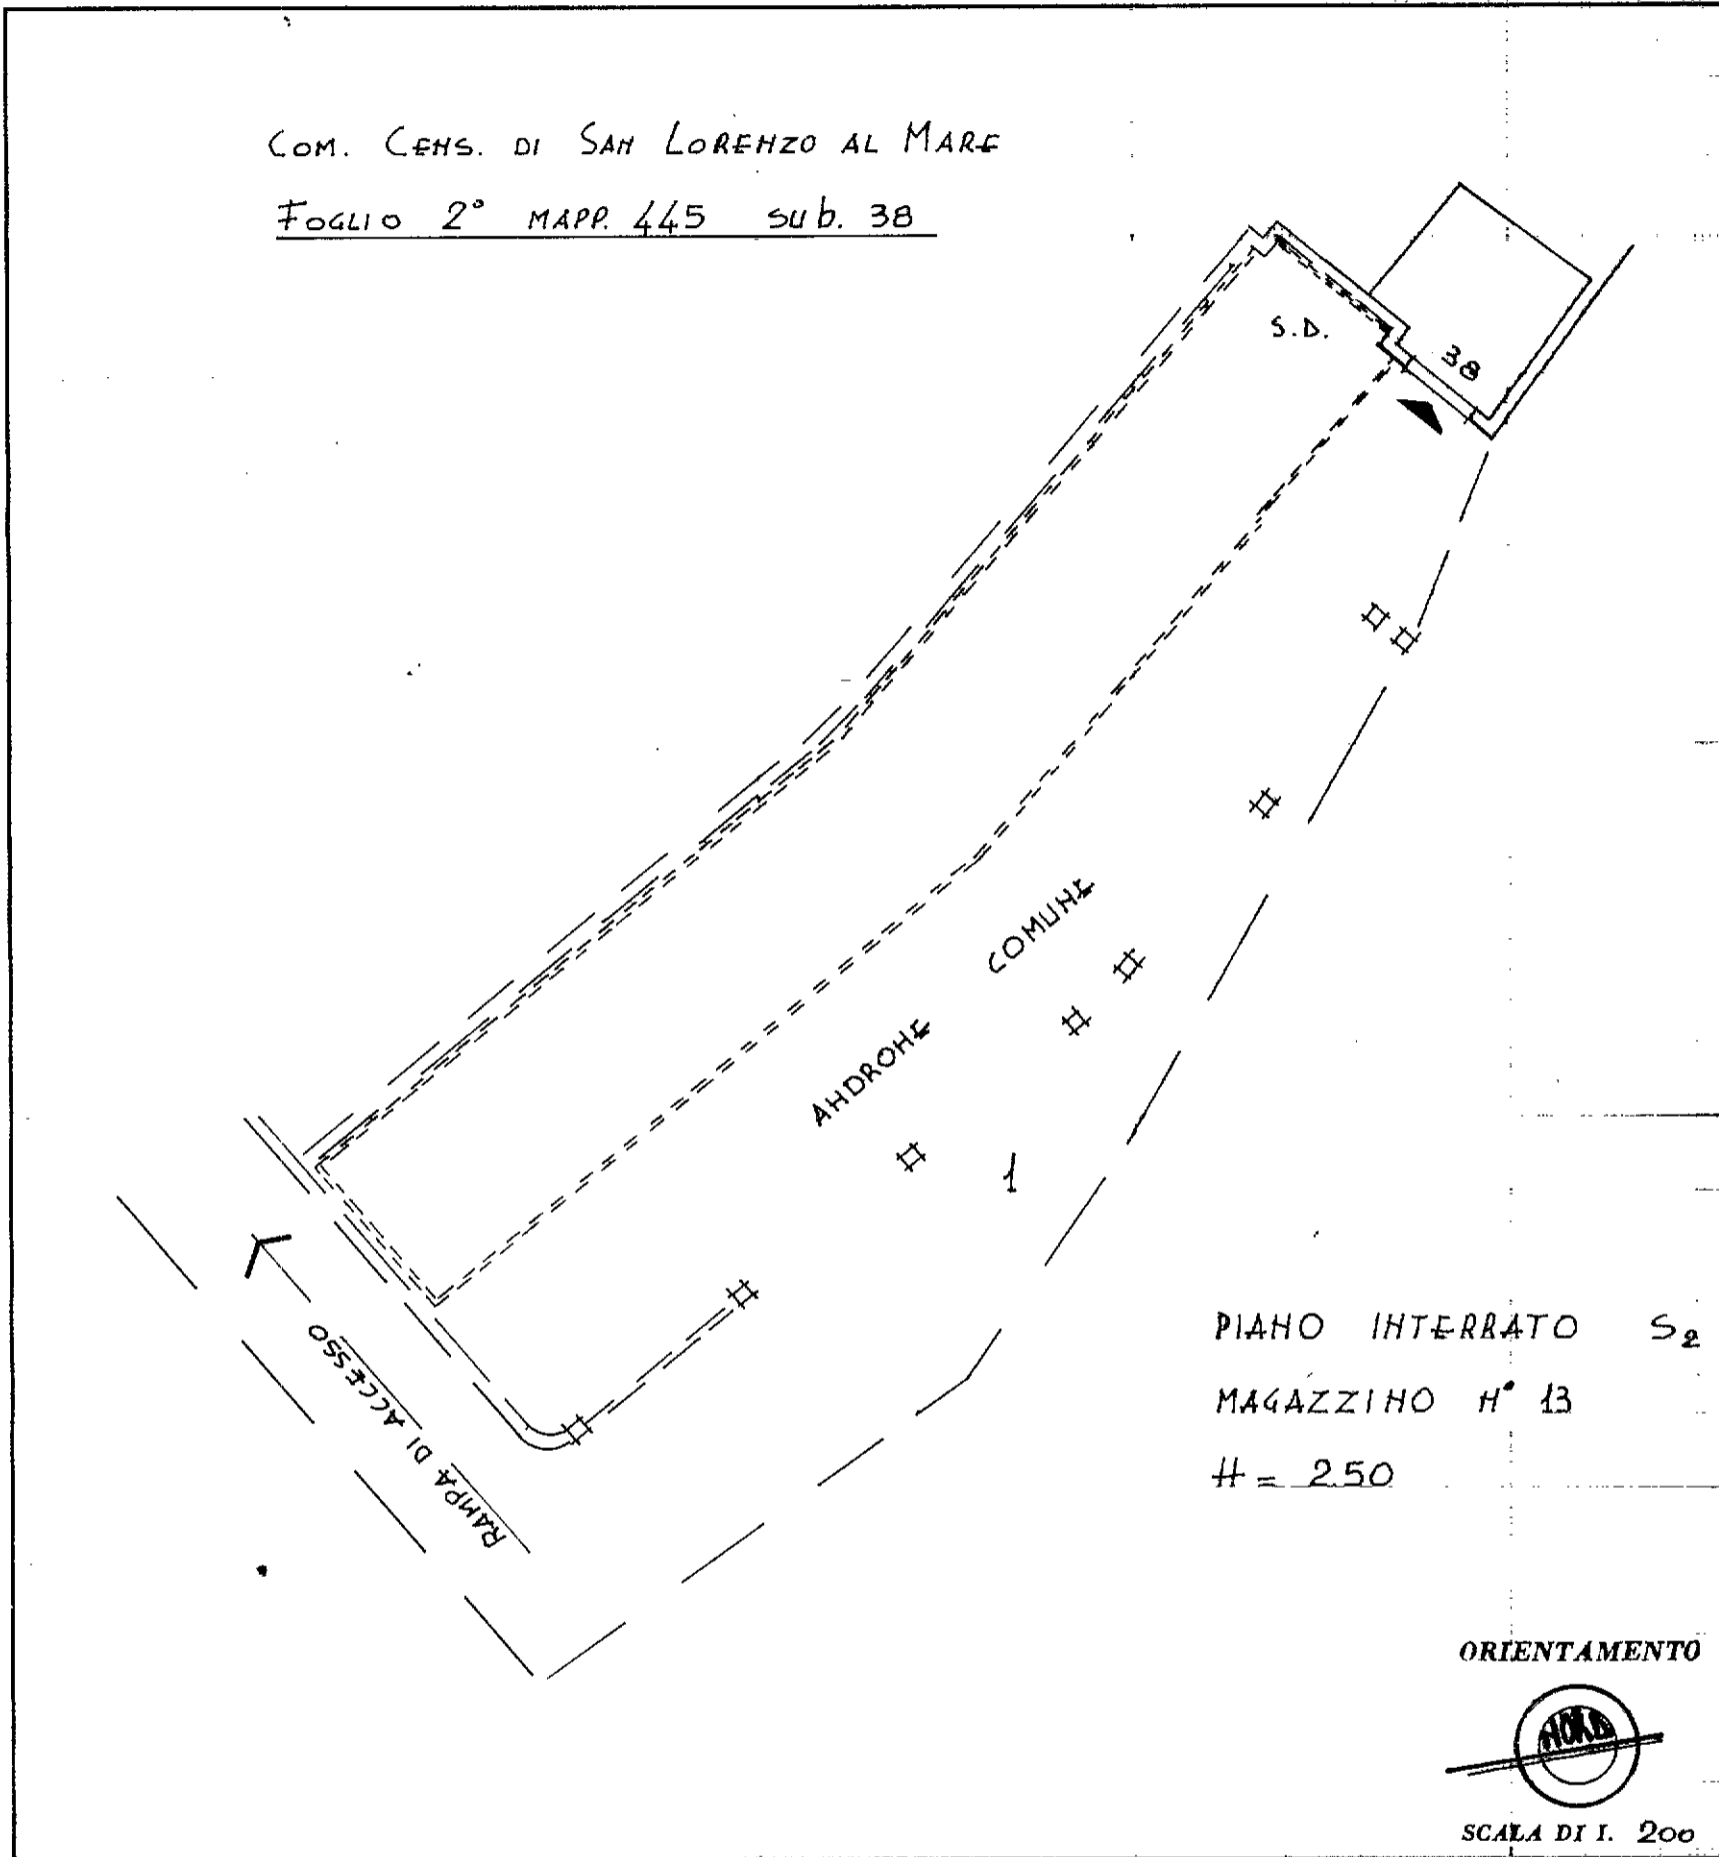 COM. CENS. DI SAN LORENZO AL MARE
FOGLIO 2° MAPP. 445 sub. 38
S.D.
38
ANDRONE COMUNE
1
RAMPA DI ACCESSO
PIANO INTERRATO S2
MAGAZZINO N° 13
H = 2.50
ORIENTAMENTO
NORD
SCALA DI I. 200